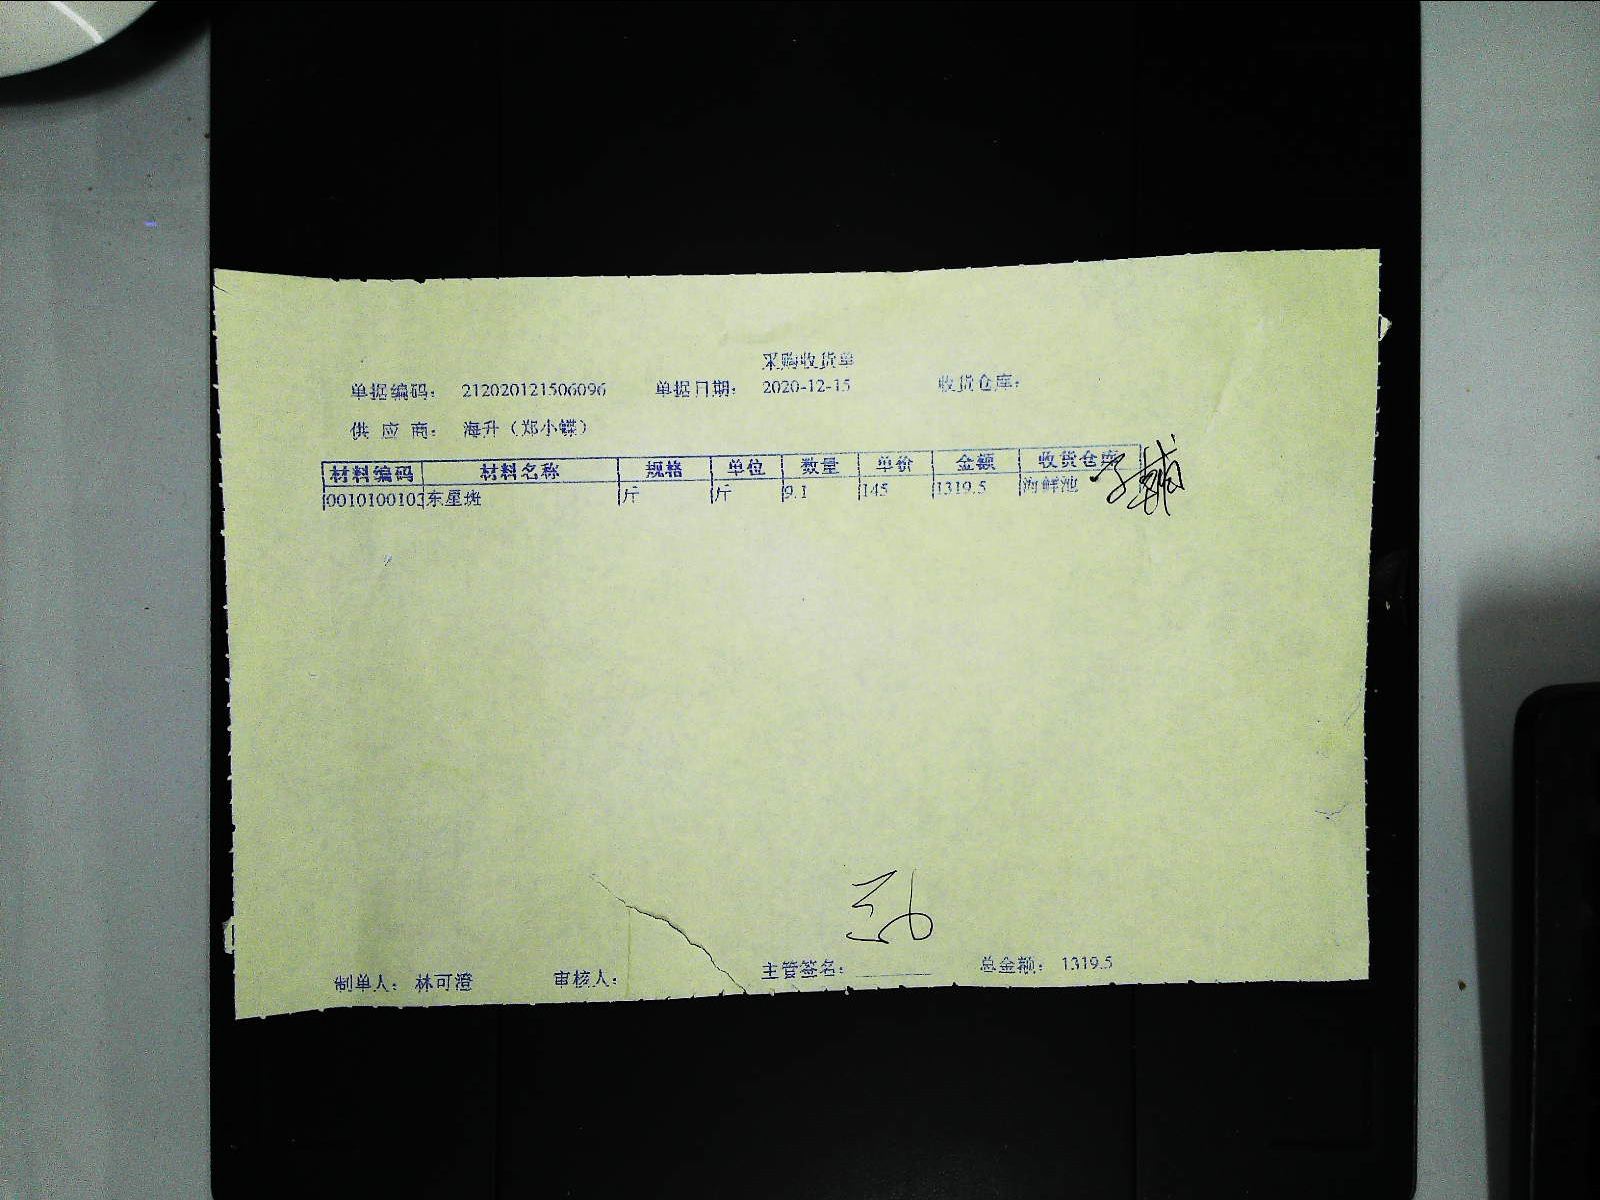 采购收货单
单据编码: 212020121506096 单据日期: 2020-12-15 收货仓库:
供 应 商: 海升(郑小蝶)
材料编码 材料名称 规格 单位 数量 单价 金额 收货仓库
0010100102 东星斑 斤 斤 9.1 145 1319.5 海鲜池
制单人: 林可澄 审核人: 主管签名: 总金额: 1319.5